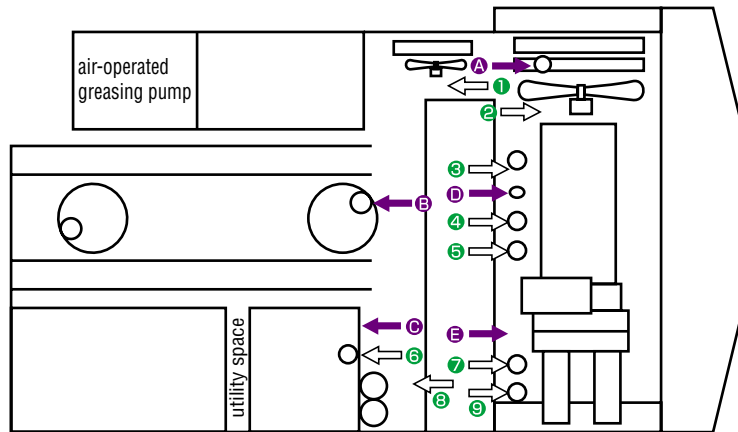 air-operated
greasing pump
A
1
2
3
D
B
4
5
C
E
6
7
8
9
utility space